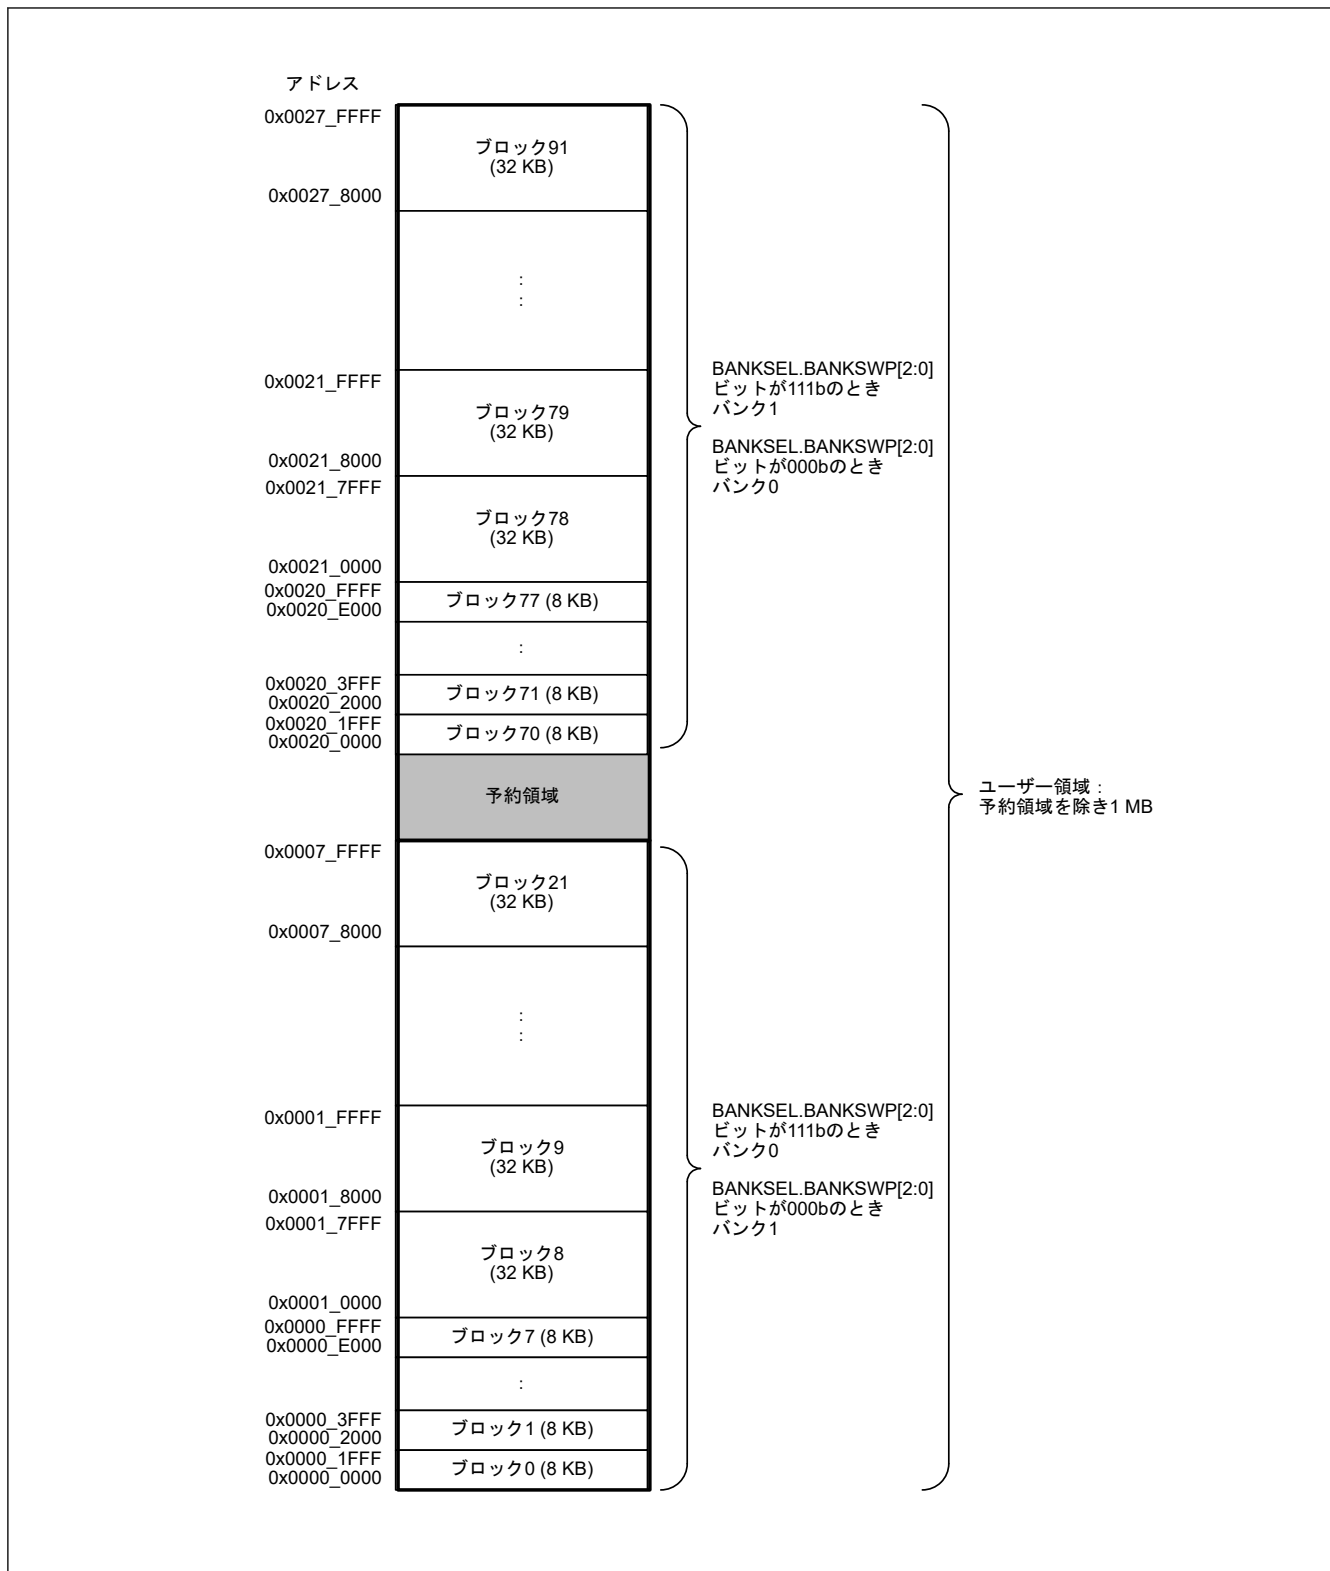 アドレス
0x0027_FFFF
ブロック91
(32 KB)
0x0027_8000
:
:
0x0021_FFFF
ブロック79
(32 KB)
0x0021_8000
0x0021_7FFF
ブロック78
(32 KB)
0x0021_0000
0x0020_FFFF
0x0020_E000
ブロック77 (8 KB)
:
0x0020_3FFF
0x0020_2000
ブロック71 (8 KB)
0x0020_1FFF
0x0020_0000
ブロック70 (8 KB)
BANKSEL.BANKSWP[2:0]
ビットが111bのとき
バンク1
BANKSEL.BANKSWP[2:0]
ビットが000bのとき
バンク0
予約領域
ユーザー領域：
予約領域を除き1 MB
0x0007_FFFF
ブロック21
(32 KB)
0x0007_8000
:
:
0x0001_FFFF
ブロック9
(32 KB)
0x0001_8000
0x0001_7FFF
ブロック8
(32 KB)
0x0001_0000
0x0000_FFFF
0x0000_E000
ブロック7 (8 KB)
:
0x0000_3FFF
0x0000_2000
ブロック1 (8 KB)
0x0000_1FFF
0x0000_0000
ブロック0 (8 KB)
BANKSEL.BANKSWP[2:0]
ビットが111bのとき
バンク0
BANKSEL.BANKSWP[2:0]
ビットが000bのとき
バンク1